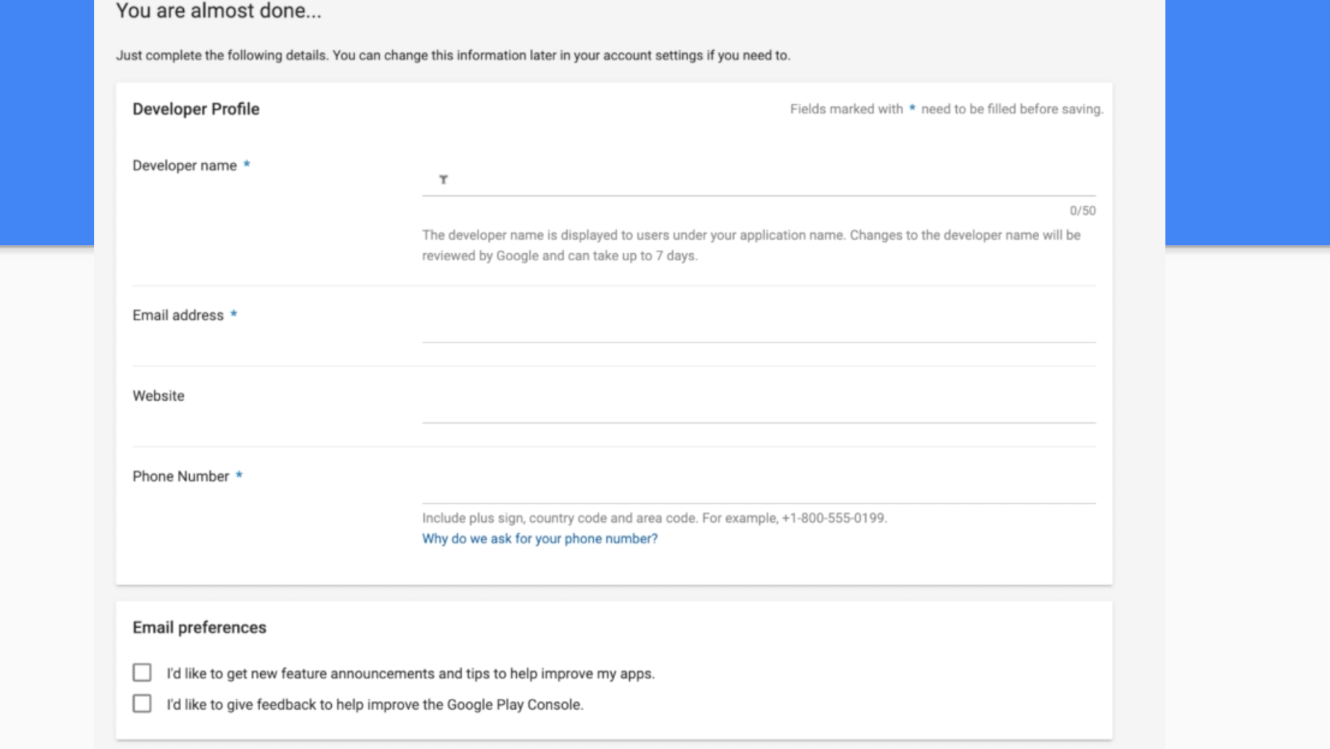 You are almost done...
Just complete the following details. You can change this information later in your account settings if you need to.
Developer Profile
Fields marked with * need to be filled before saving.
Developer name *
0/50
The developer name is displayed to users under your application name. Changes to the developer name will be
reviewed by Google and can take up to 7 days.
Email address *
Website
Phone Number *
Include plus sign, country code and area code. For example, +1-800-555-0199.
Why do we ask for your phone number?
Email preferences
I'd like to get new feature announcements and tips to help improve my apps.
I'd like to give feedback to help improve the Google Play Console.